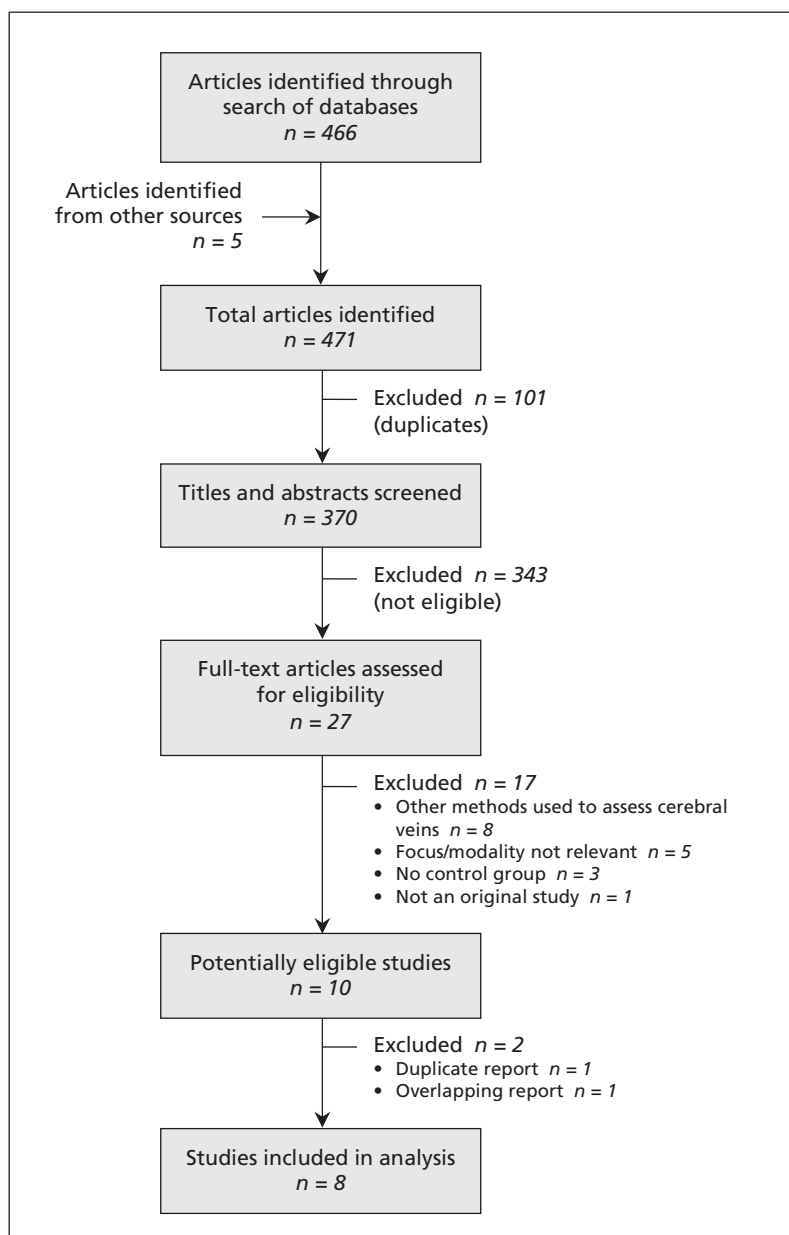 Articles identified through
search of databases
n = 466
Articles identified
from other sources
n = 5
Total articles identified
n = 471
Excluded n = 101
(duplicates)
Titles and abstracts screened
n = 370
Excluded n = 343
(not eligible)
Full-text articles assessed
for eligibility
n = 27
Excluded n = 17
• Other methods used to assess cerebral
veins n = 8
• Focus/modality not relevant n = 5
• No control group n = 3
• Not an original study n = 1
Potentially eligible studies
n = 10
Excluded n = 2
• Duplicate report n = 1
• Overlapping report n = 1
Studies included in analysis
n = 8